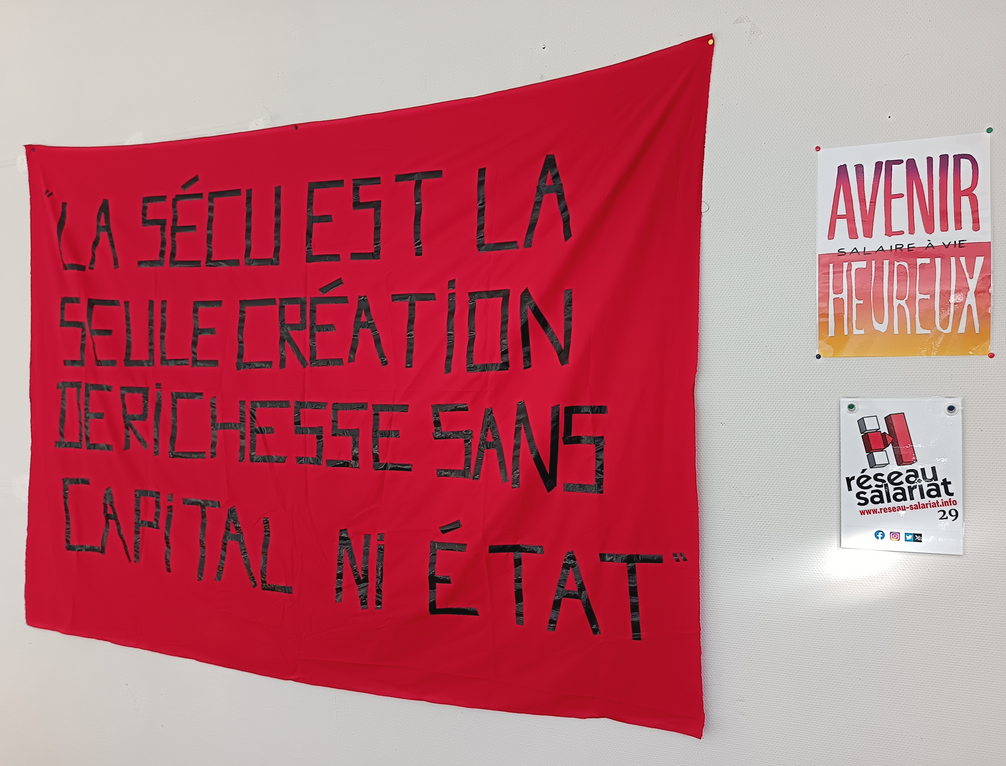 "LA SÉCU EST LA
SEULE CRÉATION
DE RICHESSE SANS
CAPiTAL Ni ÉTAT"
AVENIR
SALAIRE À VIE
HEUREUX
réseau
salariat
www.reseau-salariat.info
29